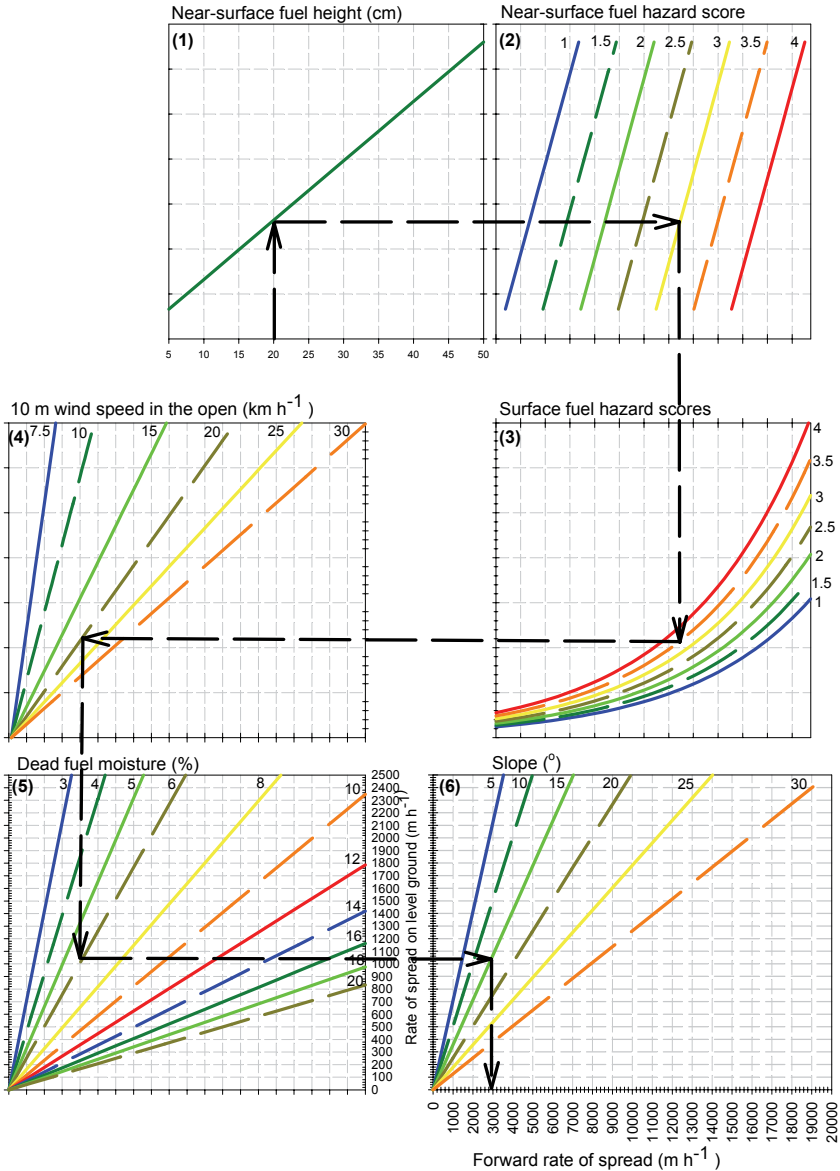 Near-surface fuel height (cm)
(1)
5 10 15 20 25 30 35 40 45 50
Near-surface fuel hazard score
(2) 1 1.5 2 2.5 3 3.5 4
10 m wind speed in the open (km h-1)
(4) 7.5 10 15 20 25 30
Surface fuel hazard scores
(3)
4
3.5
3
2.5
2
1.5
1
Dead fuel moisture (%)
(5) 3 4 5 6 8 10
12
14
16
18
20
2500
2400
2300
2200
2100
2000
1900
1800
1700
1600
1500
1400
1300
1200
1100
1000
900
800
700
600
500
400
300
200
100
0
Rate of spread on level ground (m h-1)
Slope (o)
(6) 5 10 15 20 25 30
0 1000 2000 3000 4000 5000 6000 7000 8000 9000 10000 11000 12000 13000 14000 15000 16000 17000 18000 19000 20000
Forward rate of spread (m h-1)